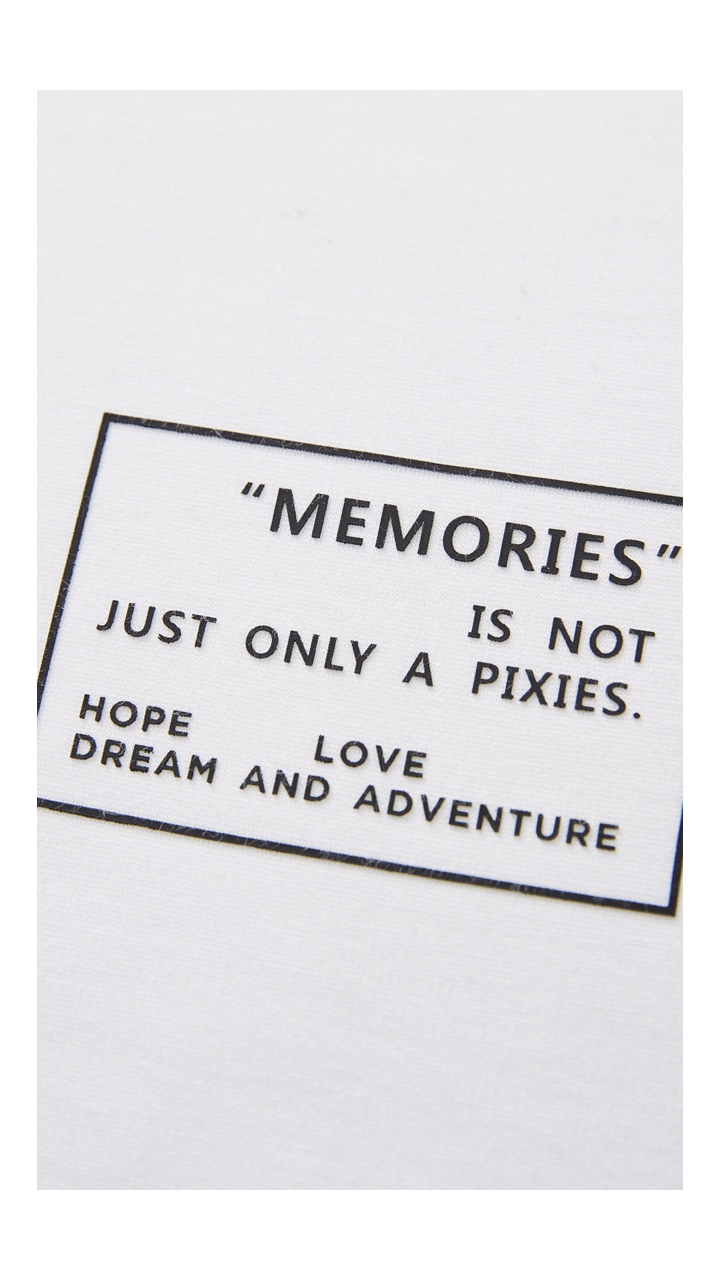 “MEMORIES”
IS NOT
JUST ONLY A PIXIES.
HOPE
LOVE
DREAM AND ADVENTURE